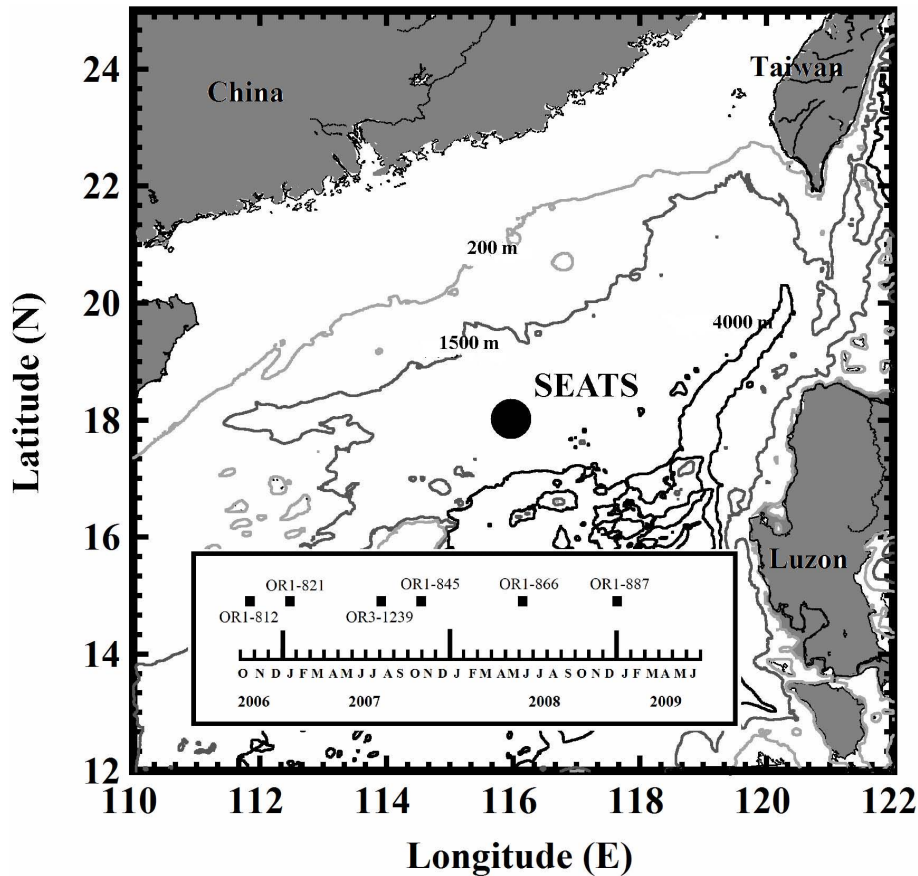 24
22
20
18
16
14
12
Latitude (N)
China
Taiwan
200 m
1500 m
4000 m
SEATS
Luzon
OR1-821 OR1-845 OR1-866 OR1-887
OR1-812 OR3-1239
O N D J F M A M J J A S O N D J F M A M J J A S O N D J F M A M J
2006 2007 2008 2009
110 112 114 116 118 120 122
Longitude (E)